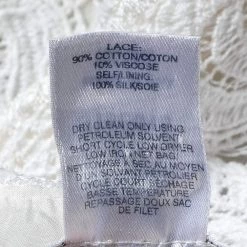 LACE:
90% COTTON/COTON
10% VISCOSE
SELF/LINING:
100% SILK/SOIE
DRY CLEAN ONLY USING
PETROLEUM SOLVENT
SHORT CYCLE LOW DRYER
LOW IRON NET BAG
NETTOYAGE A SEC AU MOYEN
D'UN SOLVANT PETROLIER
CYCLE COURT SECHAGE
BASSE TEMPERATURE
REPASSAGE DOUX SAC
DE FILET